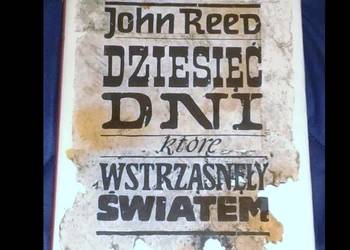 John Reed
DZIESIĘĆ
DNI
które
WSTRZĄSNĘŁY
ŚWIATEM